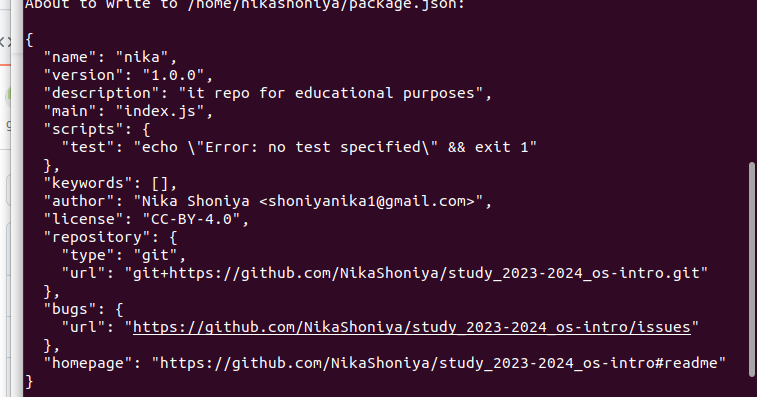 About to write to /home/nikashoniya/package.json:
{
  "name": "nika",
  "version": "1.0.0",
  "description": "it repo for educational purposes",
  "main": "index.js",
  "scripts": {
    "test": "echo \"Error: no test specified\" && exit 1"
  },
  "keywords": [],
  "author": "Nika Shoniya <shoniyanika1@gmail.com>",
  "license": "CC-BY-4.0",
  "repository": {
    "type": "git",
    "url": "git+https://github.com/NikaShoniya/study_2023-2024_os-intro.git"
  },
  "bugs": {
    "url": "https://github.com/NikaShoniya/study_2023-2024_os-intro/issues"
  },
  "homepage": "https://github.com/NikaShoniya/study_2023-2024_os-intro#readme"
}